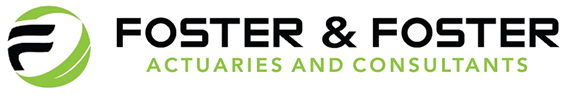 FOSTER & FOSTER
ACTUARIES AND CONSULTANTS